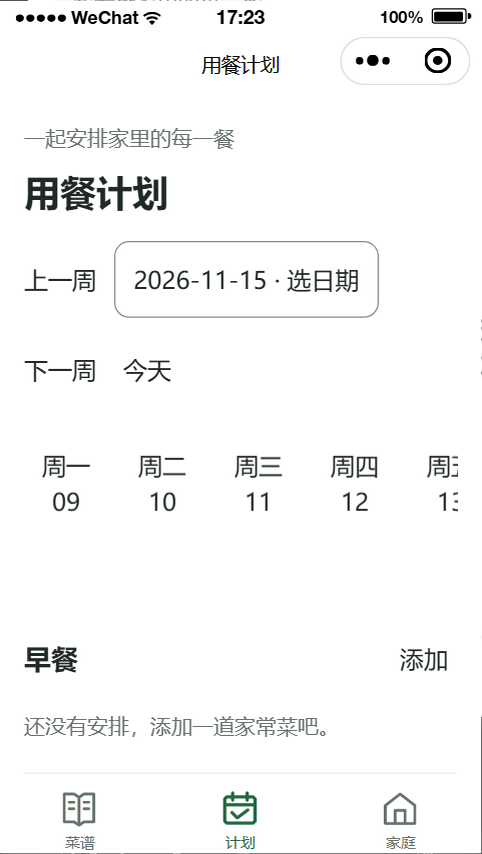 WeChat 17:23 100%
用餐计划
一起安排家里的每一餐
用餐计划
上一周 2026-11-15 · 选日期
下一周 今天
周一 周二 周三 周四
09 10 11 12 13
早餐 添加
还没有安排，添加一道家常菜吧。
菜谱 计划 家庭